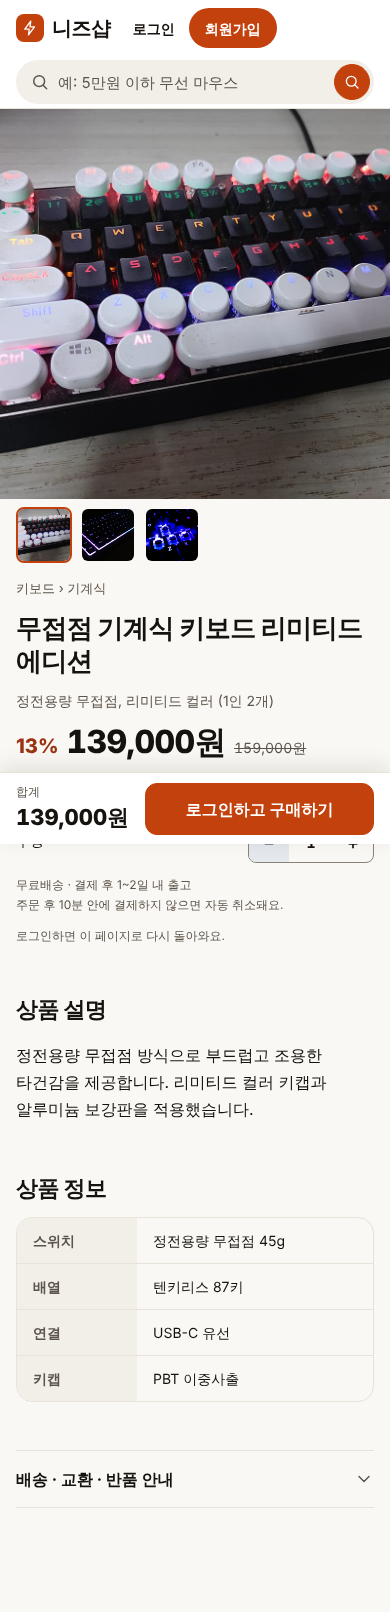 니즈샵
로그인
회원가입
예: 5만원 이하 무선 마우스
Tab
Shift
Ctrl
Alt
키보드 › 기계식
무접점 기계식 키보드 리미티드
에디션
정전용량 무접점, 리미티드 컬러 (1인 2개)
13% 139,000원 159,000원
합계
139,000원
로그인하고 구매하기
무료배송 · 결제 후 1~2일 내 출고
주문 후 10분 안에 결제하지 않으면 자동 취소돼요.
로그인하면 이 페이지로 다시 돌아와요.
상품 설명
정전용량 무접점 방식으로 부드럽고 조용한
타건감을 제공합니다. 리미티드 컬러 키캡과
알루미늄 보강판을 적용했습니다.
상품 정보
스위치 정전용량 무접점 45g
배열 텐키리스 87키
연결 USB-C 유선
키캡 PBT 이중사출
배송 · 교환 · 반품 안내